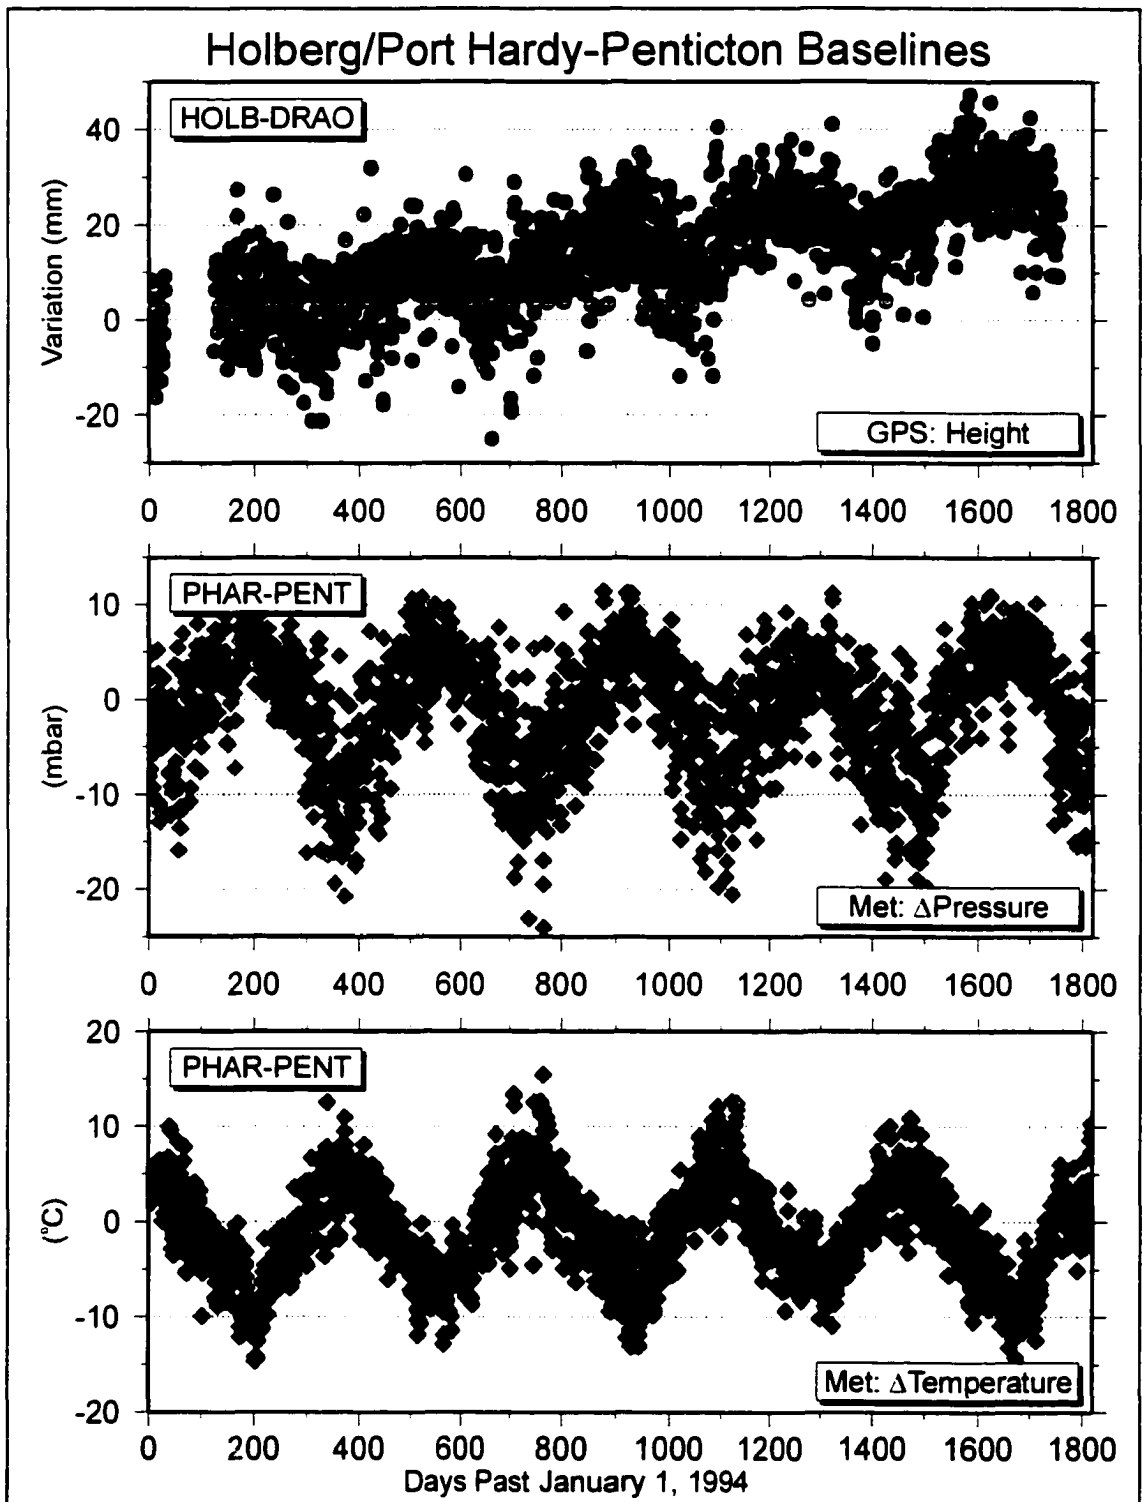 Holberg/Port Hardy-Penticton Baselines
HOLB-DRAO
40
20
0
-20
Variation (mm)
GPS: Height
0 200 400 600 800 1000 1200 1400 1600 1800
PHAR-PENT
10
0
-10
-20
(mbar)
Met: ΔPressure
0 200 400 600 800 1000 1200 1400 1600 1800
20
PHAR-PENT
10
0
-10
-20
(°C)
Met: ΔTemperature
0 200 400 600 800 1000 1200 1400 1600 1800
Days Past January 1, 1994